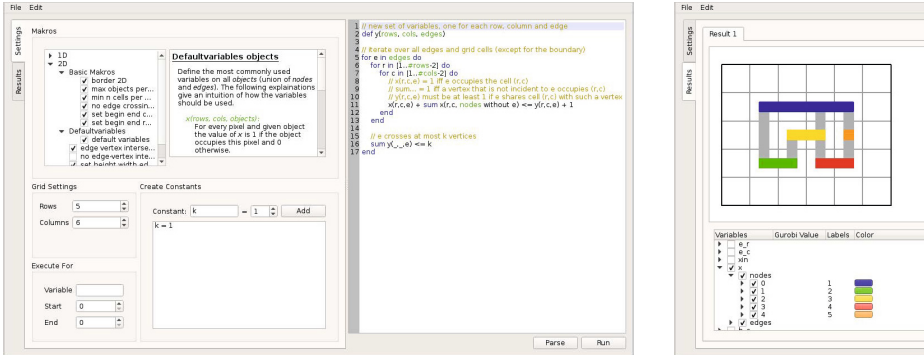 File Edit
Settings
Results
Makros
1D
2D
Basic Makros
border 2D
max objects per...
min n cells per ...
no edge crossin...
set begin end c...
set begin end r...
Defaultvariables
default variables
edge vertex interse...
no edge-vertex inte...
set height width ed
Defaultvariables objects
Define the most commonly used
variables on all objects (union of nodes
and edges). The following explainations
give an intuition of how the variables
should be used.
x(rows, cols, objects):
For every pixel and given object
the value of x is 1 if the object
occupies this pixel and 0
otherwise.
Grid Settings
Rows 5
Columns 6
Execute For
Variable
Start 0
End 0
Create Constants
Constant: k = 1 Add
k = 1
1 // new set of variables, one for each row, column and edge
2 def y(rows, cols, edges)
3
4 // iterate over all edges and grid cells (except for the boundary)
5 for e in edges do
6 for r in [1..#rows-2] do
7 for c in [1..#cols-2] do
8 // x(r,c,e) = 1 iff e occupies the cell (r,c)
9 // sum... = 1 iff a vertex that is not incident to e occupies (r,c)
10 // y(r,c,e) must be at least 1 if e shares cell (r,c) with such a vertex
11 x(r,c,e) + sum x(r,c, nodes without e) <= y(r,c,e) + 1
12 end
13 end
14
15 // e crosses at most k vertices
16 sum y(_,_,e) <= k
17 end
Parse Run
File Edit
Settings
Results
Result 1
Variables Gurobi Value Labels Color
e_r
e_c
xin
x
nodes
0 1
1 2
2 3
3 4
4 5
edges